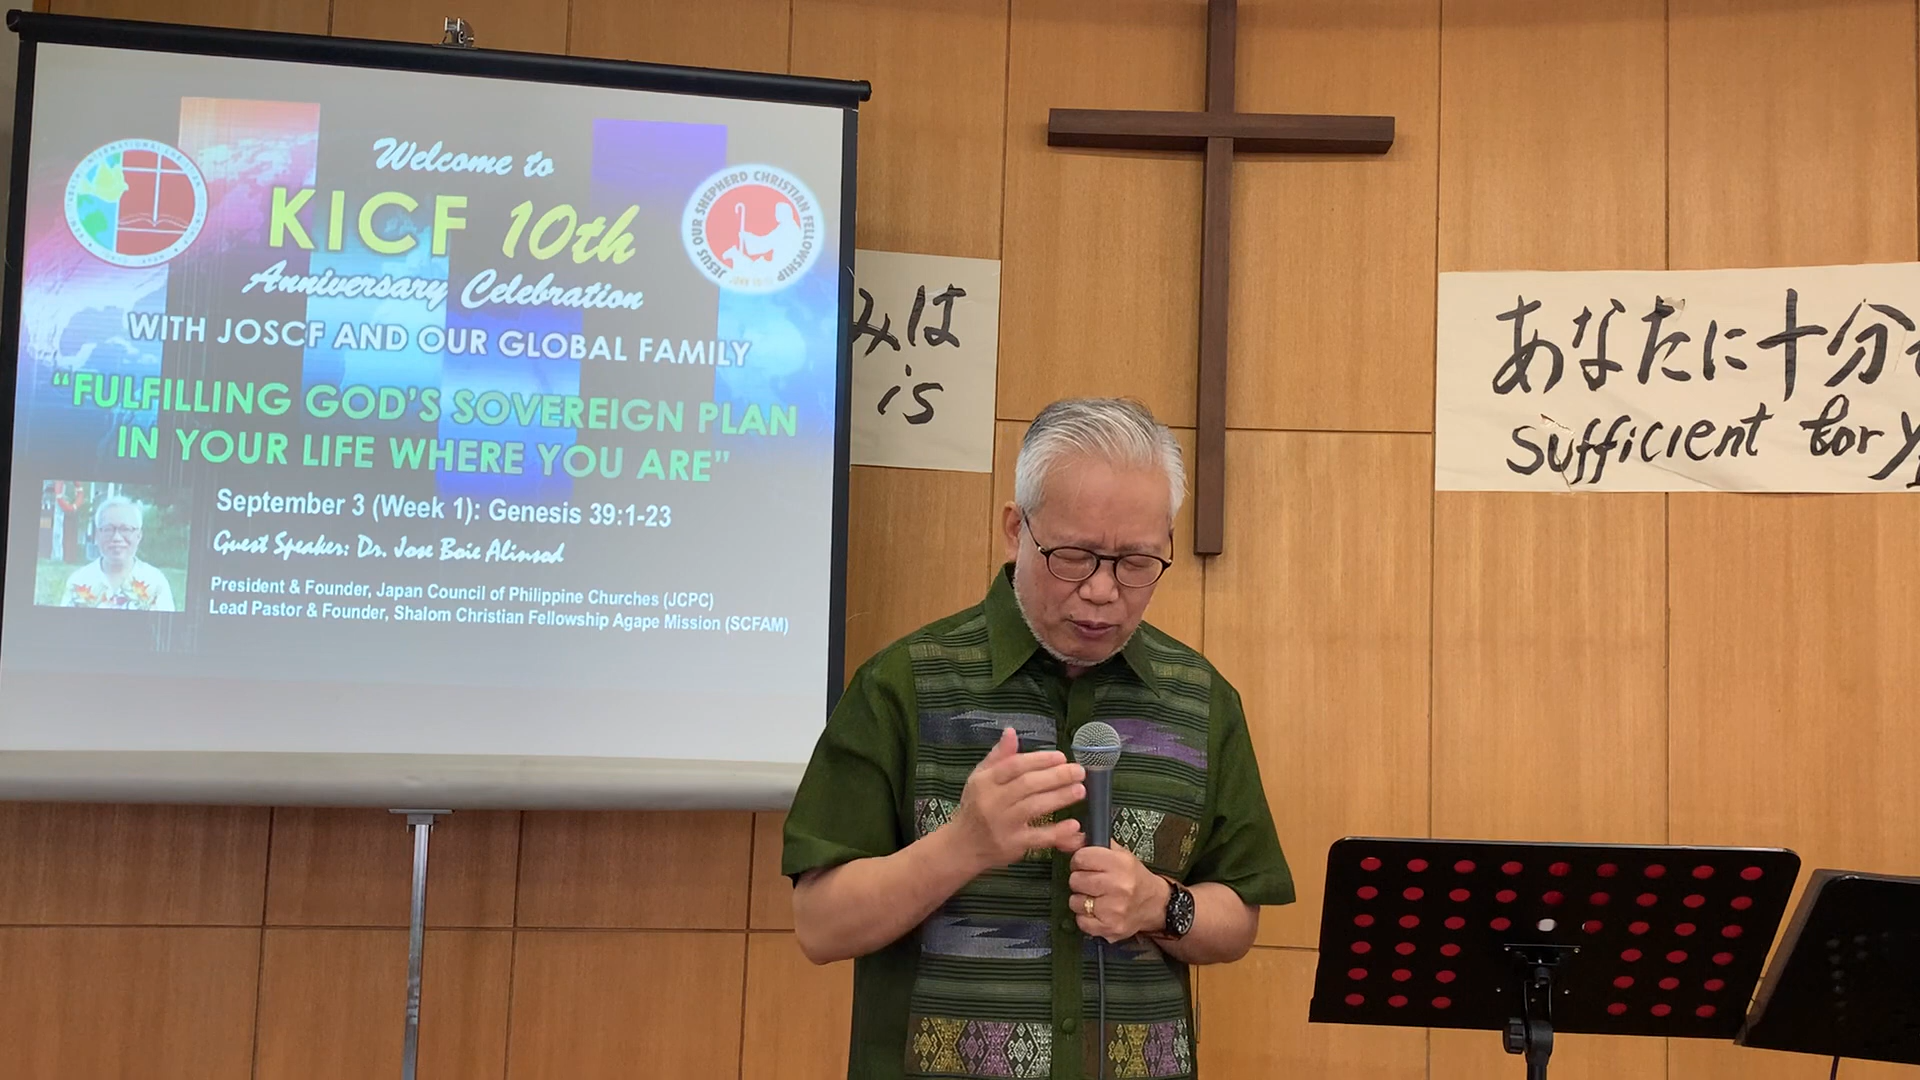 Welcome to
KICF 10th
Anniversary Celebration
WITH JOSCF AND OUR GLOBAL FAMILY
"FULFILLING GOD'S SOVEREIGN PLAN
IN YOUR LIFE WHERE YOU ARE"
September 3 (Week 1): Genesis 39:1-23
Guest Speaker: Dr. Jose Boie Alinsod
President & Founder, Japan Council of Philippine Churches (JCPC)
Lead Pastor & Founder, Shalom Christian Fellowship Agape Mission (SCFAM)
JESUS OUR SHEPHERD CHRISTIAN FELLOWSHIP
みは
is
あなたに十分
sufficient for